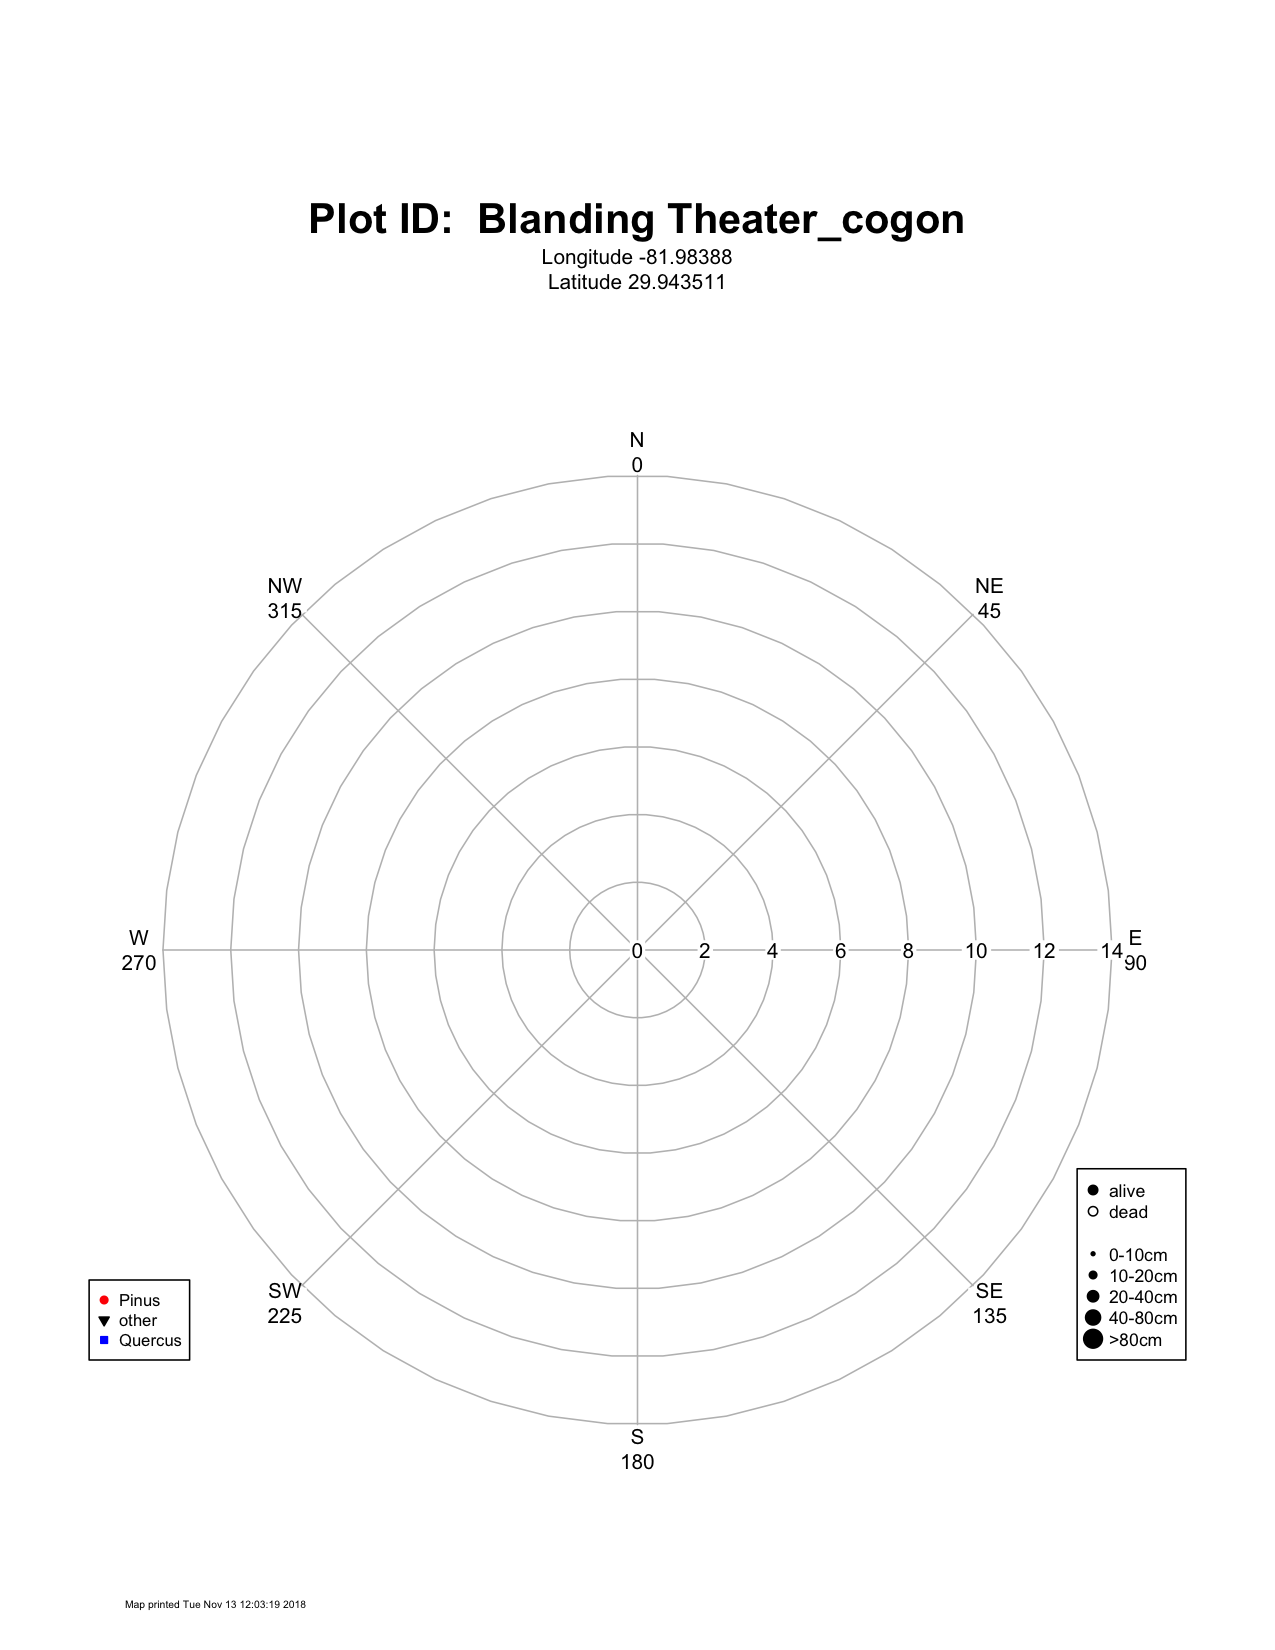 Plot ID:  Blanding Theater_cogon
Longitude -81.98388
Latitude 29.943511
N
0
NW
315
NE
45
W
270
0 2 4 6 8 10 12 14
E
90
alive
dead
0-10cm
10-20cm
20-40cm
40-80cm
>80cm
SW
225
SE
135
Pinus
other
Quercus
S
180
Map printed Tue Nov 13 12:03:19 2018